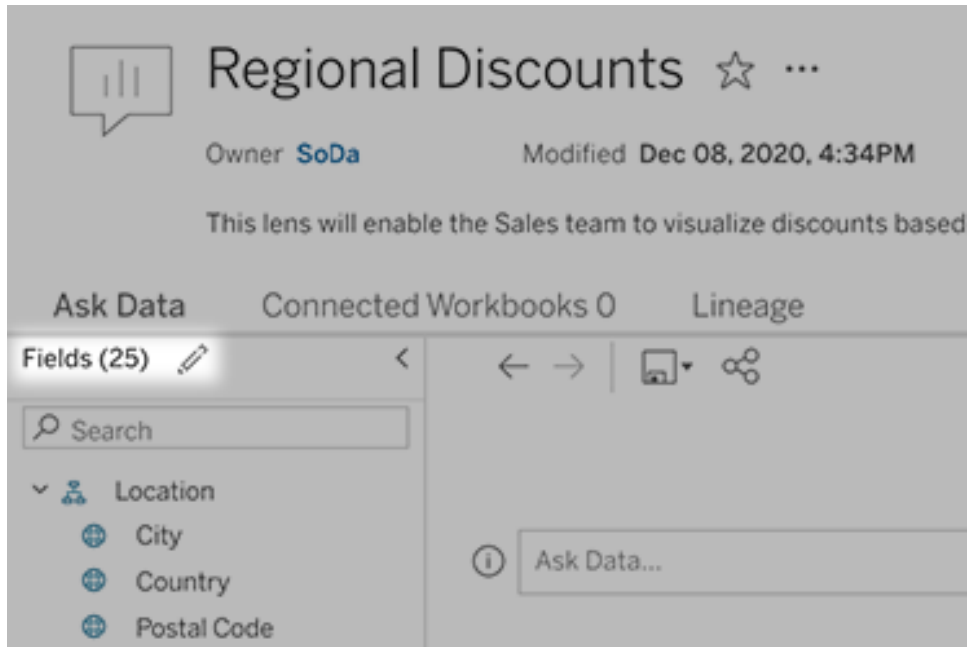 Regional Discounts
Owner SoDa Modified Dec 08, 2020, 4:34PM
This lens will enable the Sales team to visualize discounts based
Ask Data Connected Workbooks 0 Lineage
Fields (25)
Search
Location
City
Ask Data...
Country
Postal Code